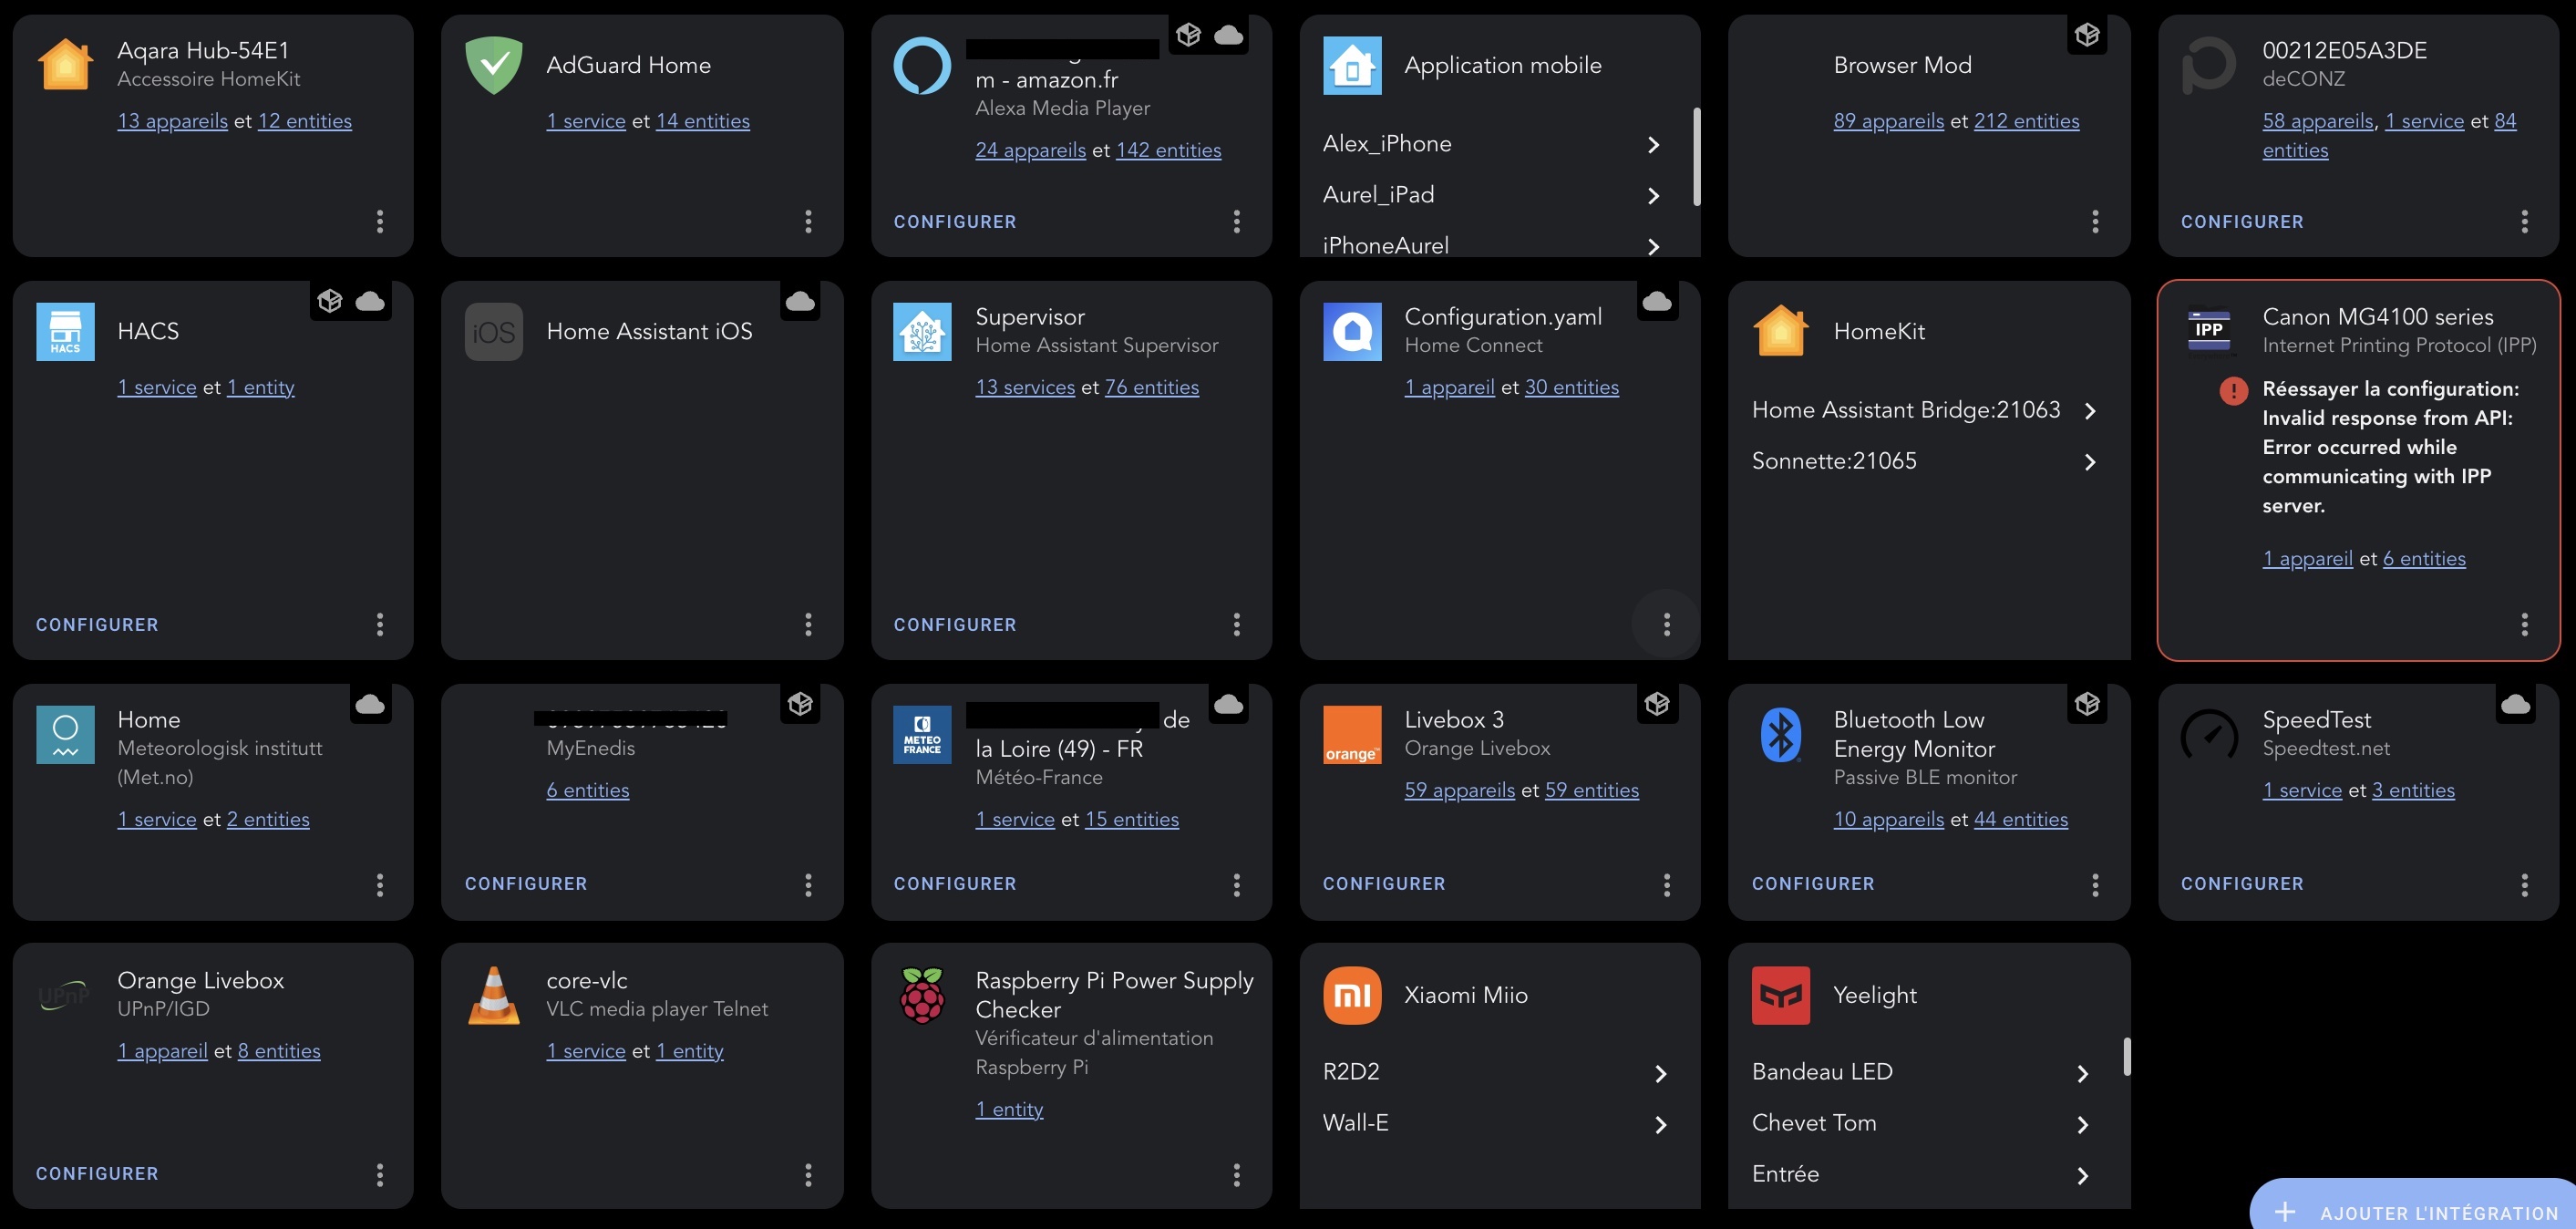 Aqara Hub-54E1
Accessoire HomeKit
13 appareils et 12 entities
AdGuard Home
1 service et 14 entities
m - amazon.fr
Alexa Media Player
24 appareils et 142 entities
CONFIGURER
Application mobile
Alex_iPhone
Aurel_iPad
iPhoneAurel
Browser Mod
89 appareils et 212 entities
00212E05A3DE
deCONZ
58 appareils, 1 service et 84
entities
CONFIGURER
HACS
HACS
1 service et 1 entity
CONFIGURER
iOS
Home Assistant iOS
Supervisor
Home Assistant Supervisor
13 services et 76 entities
CONFIGURER
Configuration.yaml
Home Connect
1 appareil et 30 entities
HomeKit
Home Assistant Bridge:21063
Sonnette:21065
IPP
Canon MG4100 series
Internet Printing Protocol (IPP)
Réessayer la configuration:
Invalid response from API:
Error occurred while
communicating with IPP
server.
1 appareil et 6 entities
Home
Meteorologisk institutt
(Met.no)
1 service et 2 entities
MyEnedis
6 entities
CONFIGURER
METEO
FRANCE
de
la Loire (49) - FR
Météo-France
1 service et 15 entities
CONFIGURER
orange
Livebox 3
Orange Livebox
59 appareils et 59 entities
CONFIGURER
Bluetooth Low
Energy Monitor
Passive BLE monitor
10 appareils et 44 entities
CONFIGURER
SpeedTest
Speedtest.net
1 service et 3 entities
CONFIGURER
UPnP
Orange Livebox
UPnP/IGD
1 appareil et 8 entities
CONFIGURER
core-vlc
VLC media player Telnet
1 service et 1 entity
Raspberry Pi Power Supply
Checker
Vérificateur d'alimentation
Raspberry Pi
1 entity
Xiaomi Miio
R2D2
Wall-E
Yeelight
Bandeau LED
Chevet Tom
Entrée
AJOUTER L'INTÉGRATION